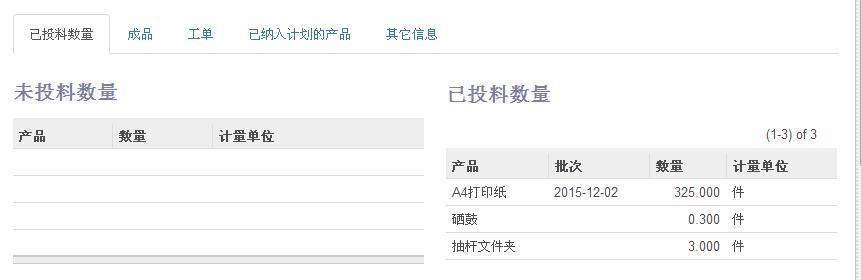 已投料数量 成品 工单 已纳入计划的产品 其它信息
未投料数量
产品 数量 计量单位
已投料数量
(1-3) of 3
产品 批次 数量 计量单位
A4打印纸 2015-12-02 325.000 件
硒鼓 0.300 件
抽杆文件夹 3.000 件